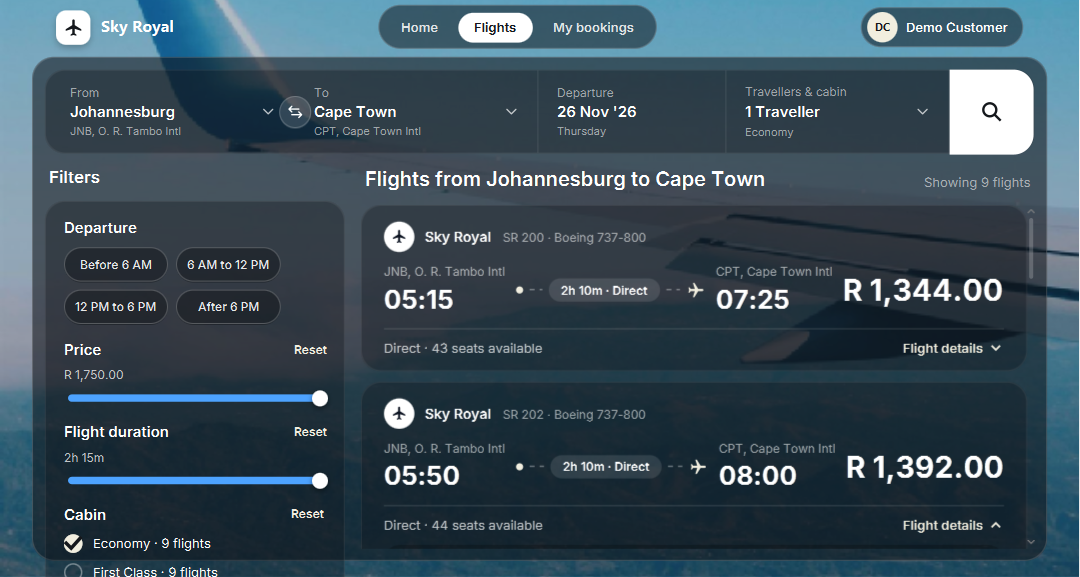 Sky Royal
Home
Flights
My bookings
DC
Demo Customer
From
Johannesburg
JNB, O. R. Tambo Intl
To
Cape Town
CPT, Cape Town Intl
Departure
26 Nov '26
Thursday
Travellers & cabin
1 Traveller
Economy
Filters
Departure
Before 6 AM
6 AM to 12 PM
12 PM to 6 PM
After 6 PM
Price
Reset
R 1,750.00
Flight duration
Reset
2h 15m
Cabin
Reset
Economy · 9 flights
First Class · 9 flights
Flights from Johannesburg to Cape Town
Showing 9 flights
Sky Royal SR 200 · Boeing 737-800
JNB, O. R. Tambo Intl
05:15
2h 10m · Direct
CPT, Cape Town Intl
07:25
R 1,344.00
Direct · 43 seats available
Flight details
Sky Royal SR 202 · Boeing 737-800
JNB, O. R. Tambo Intl
05:50
2h 10m · Direct
CPT, Cape Town Intl
08:00
R 1,392.00
Direct · 44 seats available
Flight details